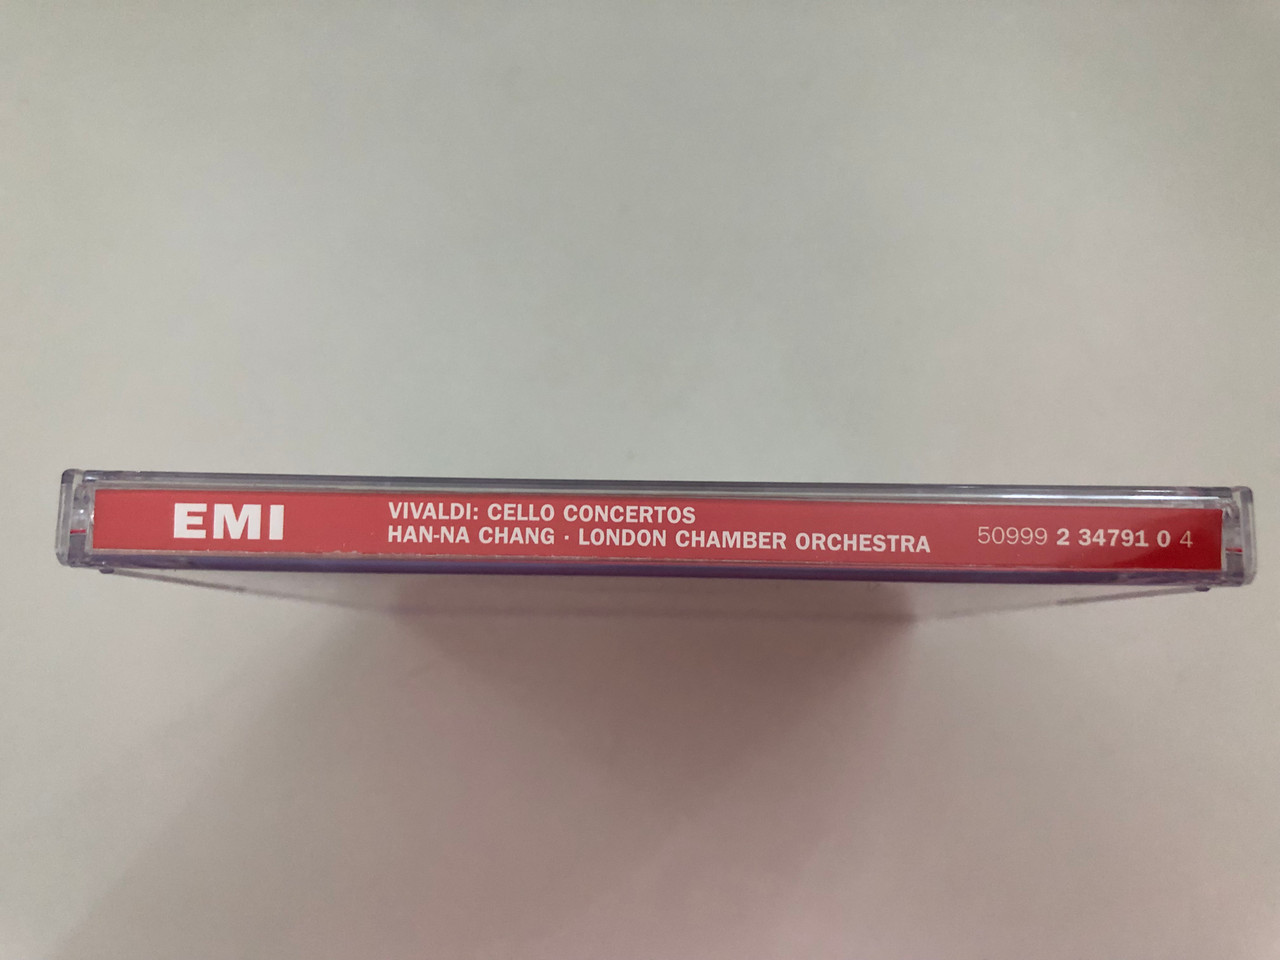 EMI
VIVALDI: CELLO CONCERTOS
HAN-NA CHANG · LONDON CHAMBER ORCHESTRA
50999 2 34791 0 4